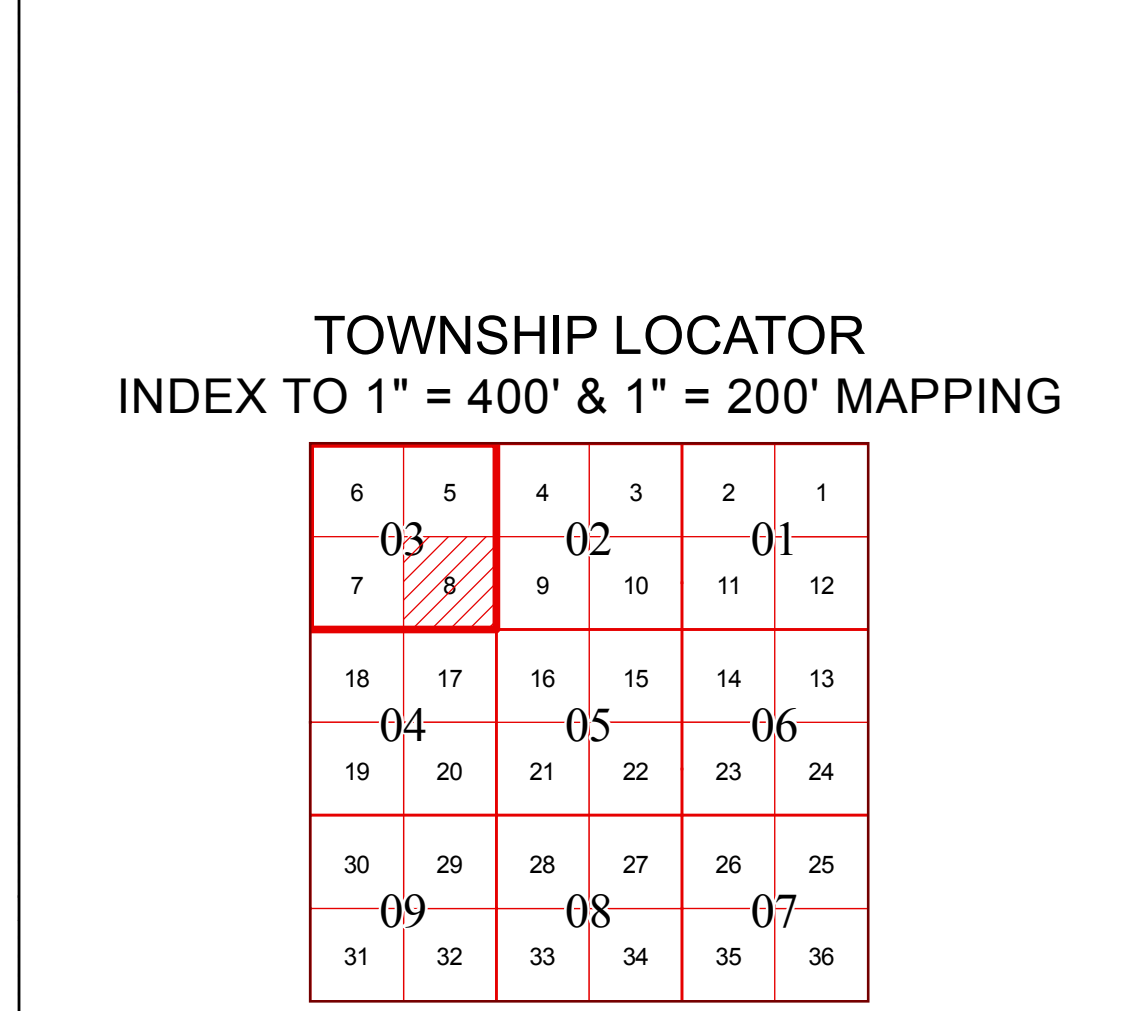 TOWNSHIP LOCATOR
INDEX TO 1" = 400' & 1" = 200' MAPPING
6 5 4 3 2 1
03 02 01
7 8 9 10 11 12
18 17 16 15 14 13
04 05 06
19 20 21 22 23 24
30 29 28 27 26 25
09 08 07
31 32 33 34 35 36